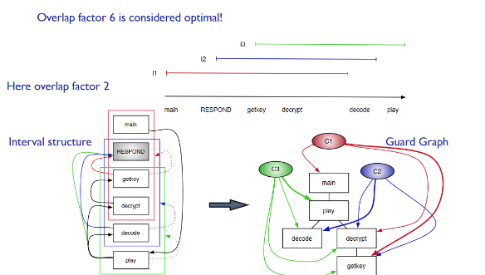 Overlap factor 6 is considered optimal!
I3
I2
I1
Here overlap factor 2
main RESPOND getkey decrypt decode play
Interval structure
Guard Graph
main
RESPOND
getkey
decrypt
decode
play
C1
C3
C2
main
play
decode
decrypt
getkey